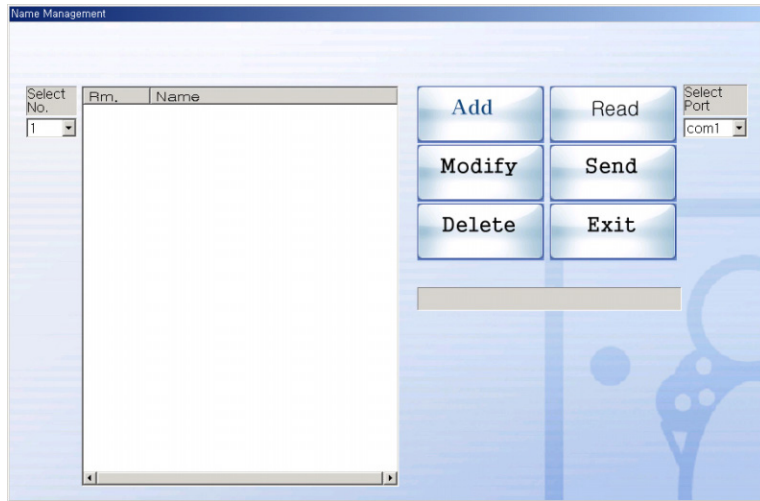 Name Management
Select
No.
1
Rm.
Name
Add
Read
Select
Port
com1
Modify
Send
Delete
Exit